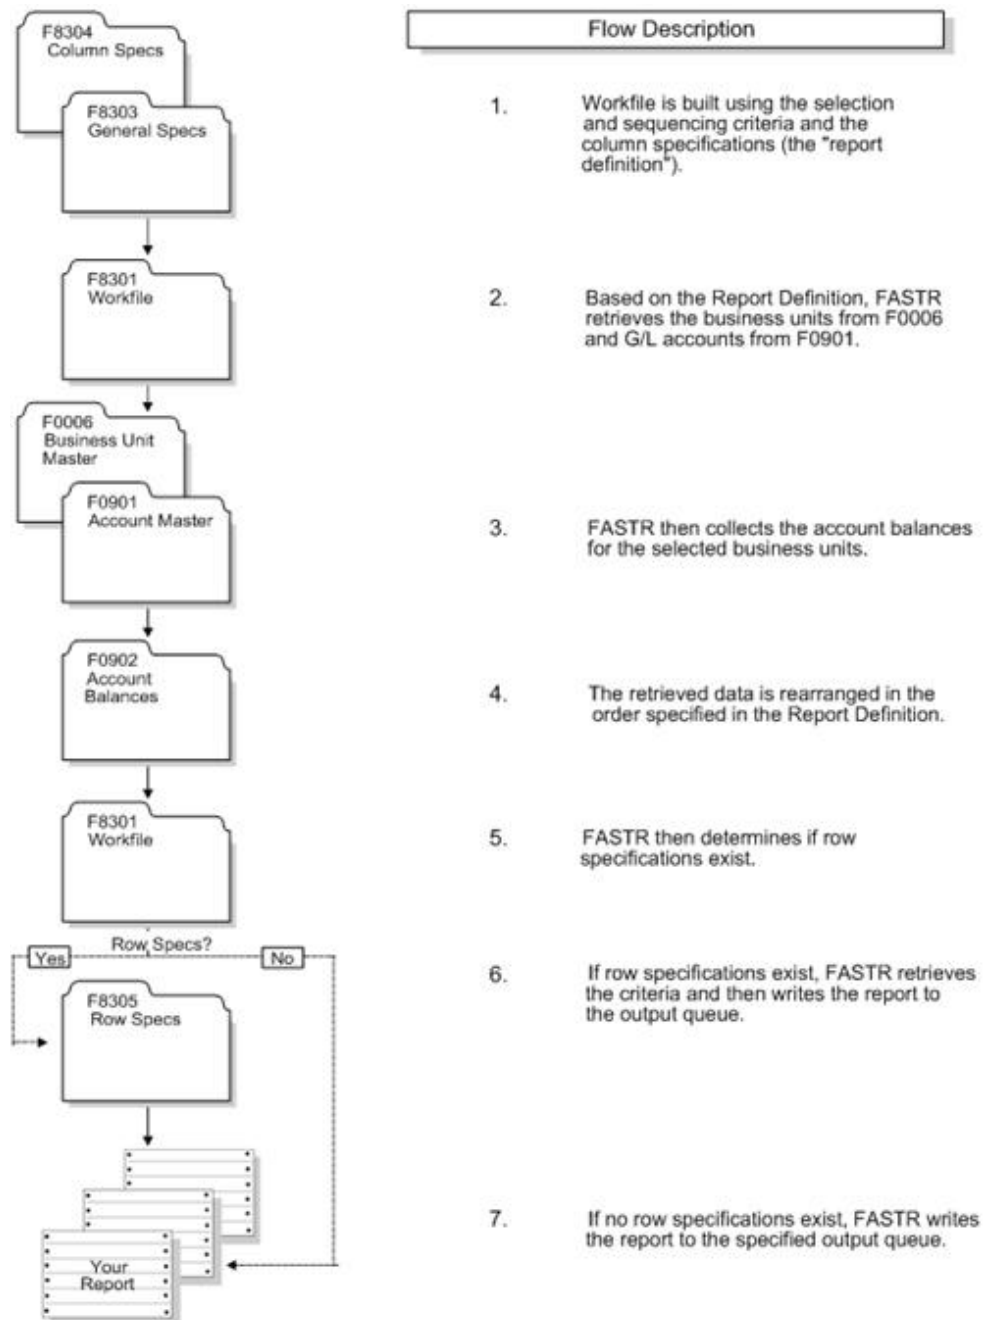 F8304
Column Specs
F8303
General Specs
F8301
Workfile
F0006
Business Unit
Master
F0901
Account Master
F0902
Account
Balances
F8301
Workfile
Row Specs?
Yes
No
F8305
Row Specs
Your
Report
Flow Description
1. Workfile is built using the selection
and sequencing criteria and the
column specifications (the "report
definition").
2. Based on the Report Definition, FASTR
retrieves the business units from F0006
and G/L accounts from F0901.
3. FASTR then collects the account balances
for the selected business units.
4. The retrieved data is rearranged in the
order specified in the Report Definition.
5. FASTR then determines if row
specifications exist.
6. If row specifications exist, FASTR retrieves
the criteria and then writes the report to
the output queue.
7. If no row specifications exist, FASTR writes
the report to the specified output queue.